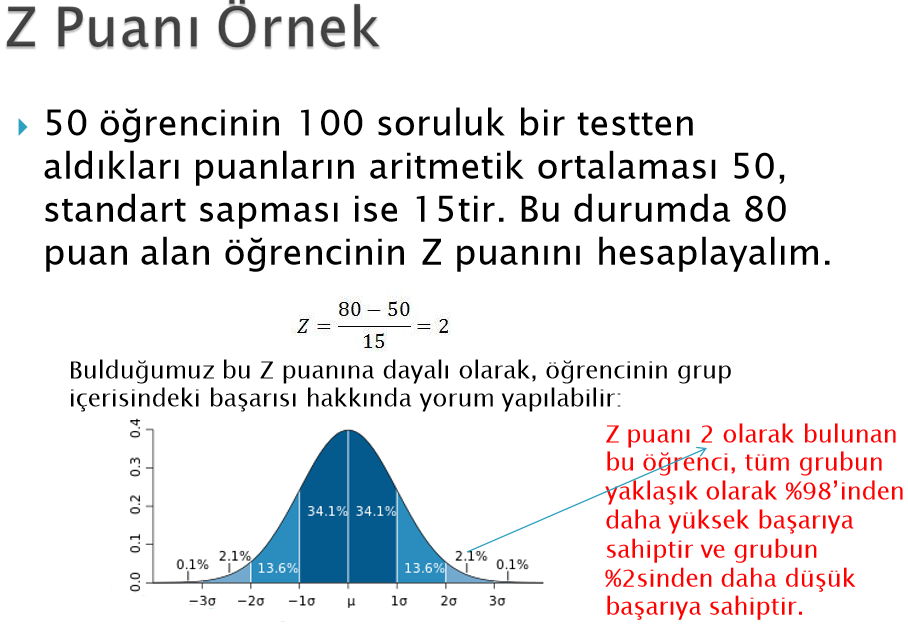 Z Puanı Örnek
50 öğrencinin 100 soruluk bir testten
aldıkları puanların aritmetik ortalaması 50,
standart sapması ise 15tir. Bu durumda 80
puan alan öğrencinin Z puanını hesaplayalım.
Z = (80 − 50)/15 = 2
Bulduğumuz bu Z puanına dayalı olarak, öğrencinin grup
içerisindeki başarısı hakkında yorum yapılabilir:
Z puanı 2 olarak bulunan
bu öğrenci, tüm grubun
yaklaşık olarak %98’inden
daha yüksek başarıya
sahiptir ve grubun
%2sinden daha düşük
başarıya sahiptir.
0.4
0.3
0.2
0.1
0.0
34.1% 34.1%
0.1% 2.1% 13.6% 13.6% 2.1% 0.1%
−3σ −2σ −1σ μ 1σ 2σ 3σ